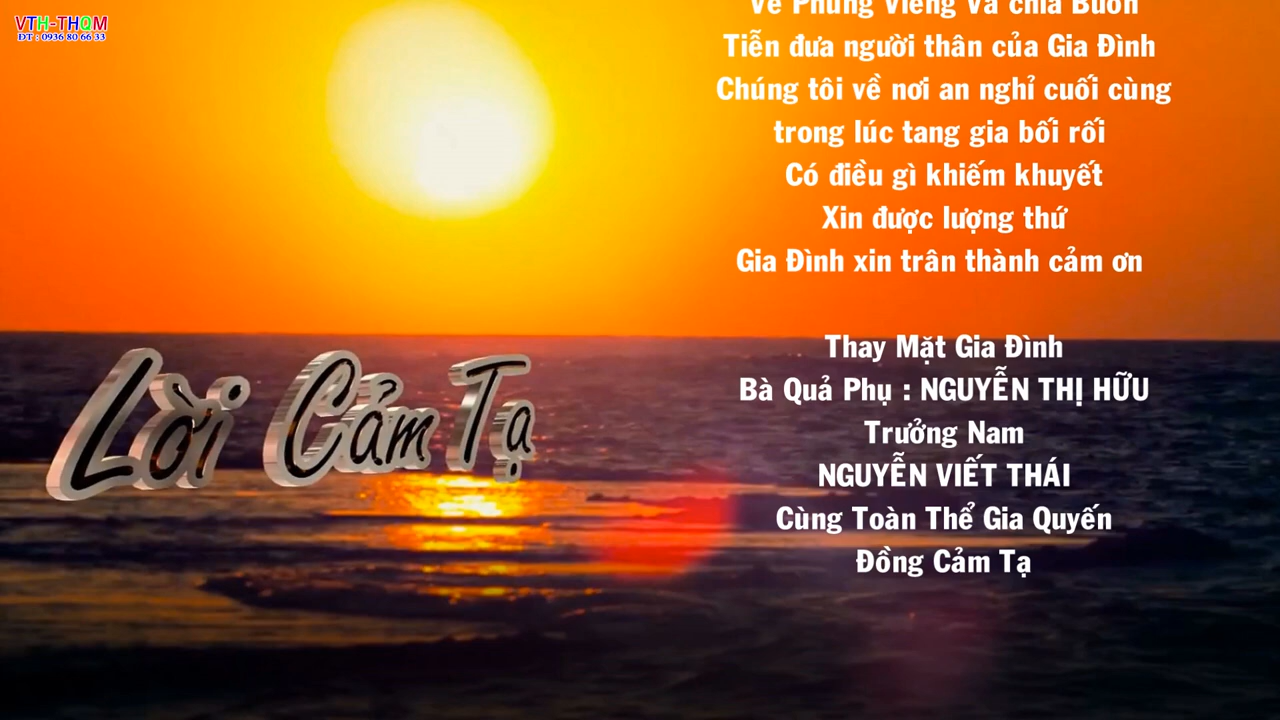 VTH-THQM
ĐT : 0936 80 66 33
Về Phúng Viếng Và chia Buồn
Tiễn đưa người thân của Gia Đình
Chúng tôi về nơi an nghỉ cuối cùng
trong lúc tang gia bối rối
Có điều gì khiếm khuyết
Xin được lượng thứ
Gia Đình xin trân thành cảm ơn
Thay Mặt Gia Đình
Bà Quả Phụ : NGUYỄN THỊ HỮU
Trưởng Nam
NGUYỄN VIẾT THÁI
Cùng Toàn Thể Gia Quyến
Đồng Cảm Tạ
Lời Cảm Tạ